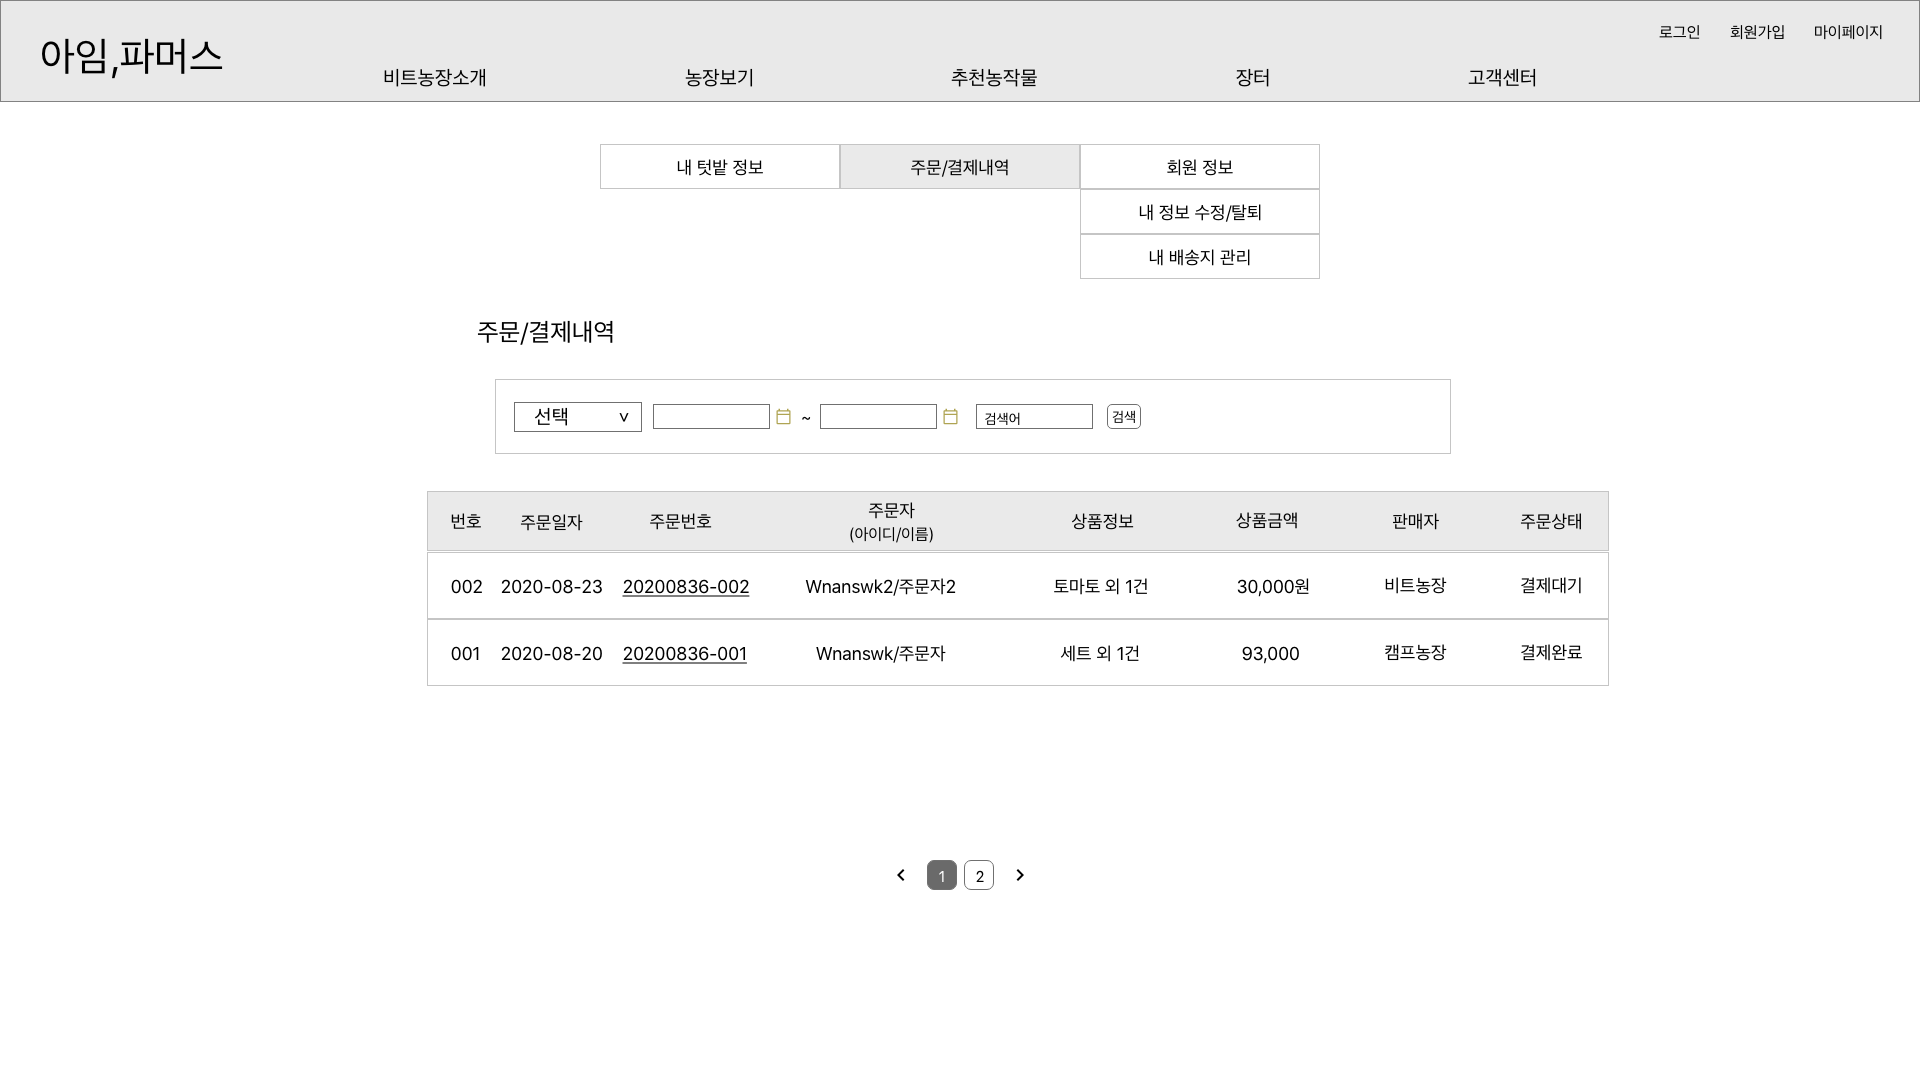 로그인 회원가입 마이페이지
아임,파머스
비트농장소개 농장보기 추천농작물 장터 고객센터
내 텃밭 정보 주문/결제내역 회원 정보
내 정보 수정/탈퇴
내 배송지 관리
주문/결제내역
선택 v ~ 검색어 검색
번호 주문일자 주문번호 주문자 상품정보 상품금액 판매자 주문상태
(아이디/이름)
002 2020-08-23 20200836-002 Wnanswk2/주문자2 토마토 외 1건 30,000원 비트농장 결제대기
001 2020-08-20 20200836-001 Wnanswk/주문자 세트 외 1건 93,000 캠프농장 결제완료
1 2